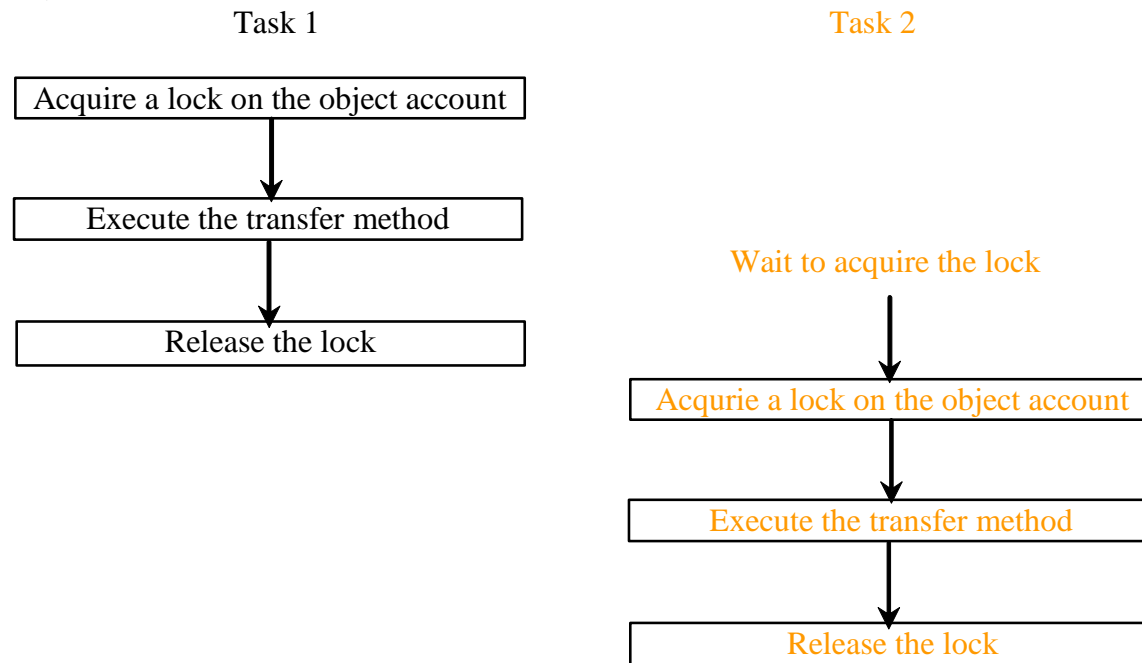 Task 1
Task 2
Acquire a lock on the object account
Execute the transfer method
Release the lock
Wait to acquire the lock
Acqurie a lock on the object account
Execute the transfer method
Release the lock